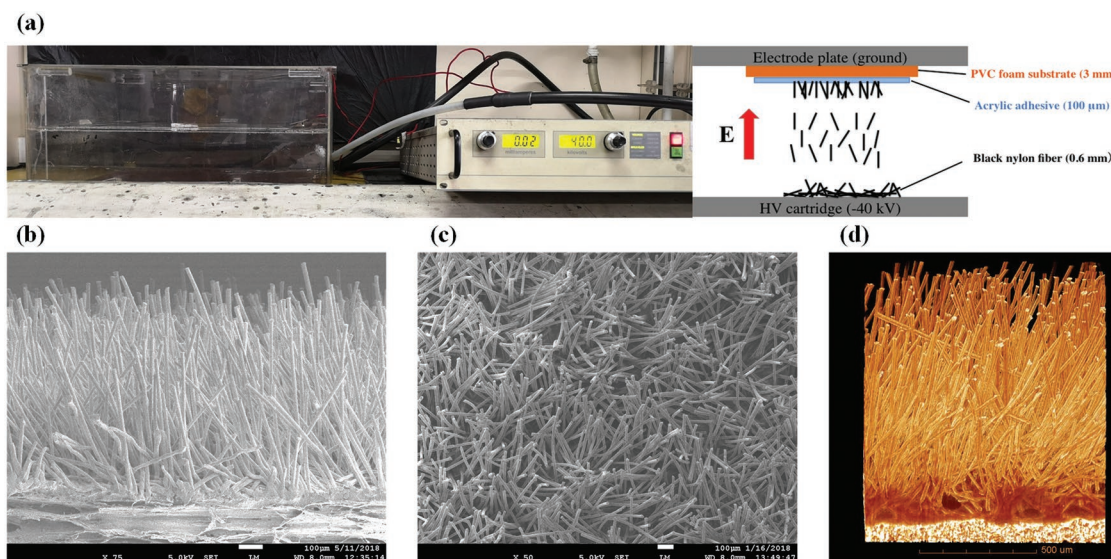 (a)
0.02
40.0
Electrode plate (ground)
PVC foam substrate (3 mm)
Acrylic adhesive (100 μm)
E
Black nylon fiber (0.6 mm)
HV cartridge (-40 kV)
(b)
(c)
(d)
X 75 5.0kV SEI LM 100μm 5/11/2018 WD 8.0mm 12:35:14
X 50 5.0kV SEI LM 100μm 1/16/2018 WD 8.0mm 13:49:47
500 um